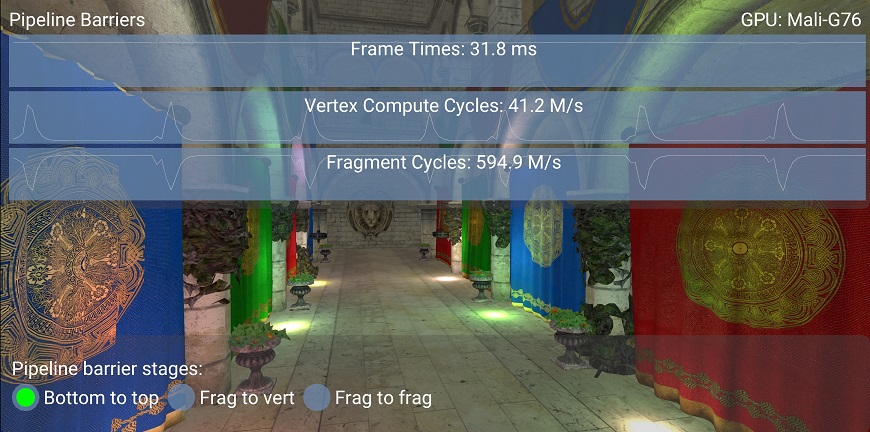 Pipeline Barriers
GPU: Mali-G76
Frame Times: 31.8 ms
Vertex Compute Cycles: 41.2 M/s
Fragment Cycles: 594.9 M/s
Pipeline barrier stages:
Bottom to top Frag to vert Frag to frag